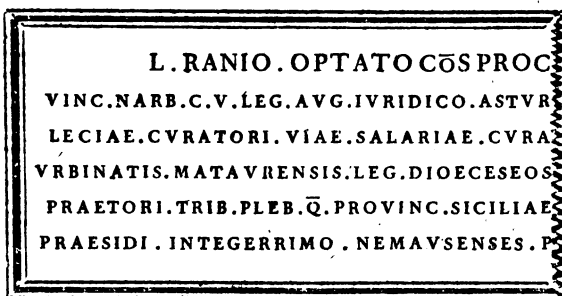 L. RANIO. OPTATO CO̅S PROC
VINC.NARB.C.V.LEG.AVG.IVRIDICO.ASTVR
LECIAE.CVRATORI.VIAE.SALARIAE.CVRA
VRBINATIS.MATAVRENSIS.LEG.DIOECESEOS
PRAETORI.TRIB.PLEB.Q̅.PROVINC.SICILIAE
PRAESIDI.INTEGERRIMO.NEMAVSENSES.P